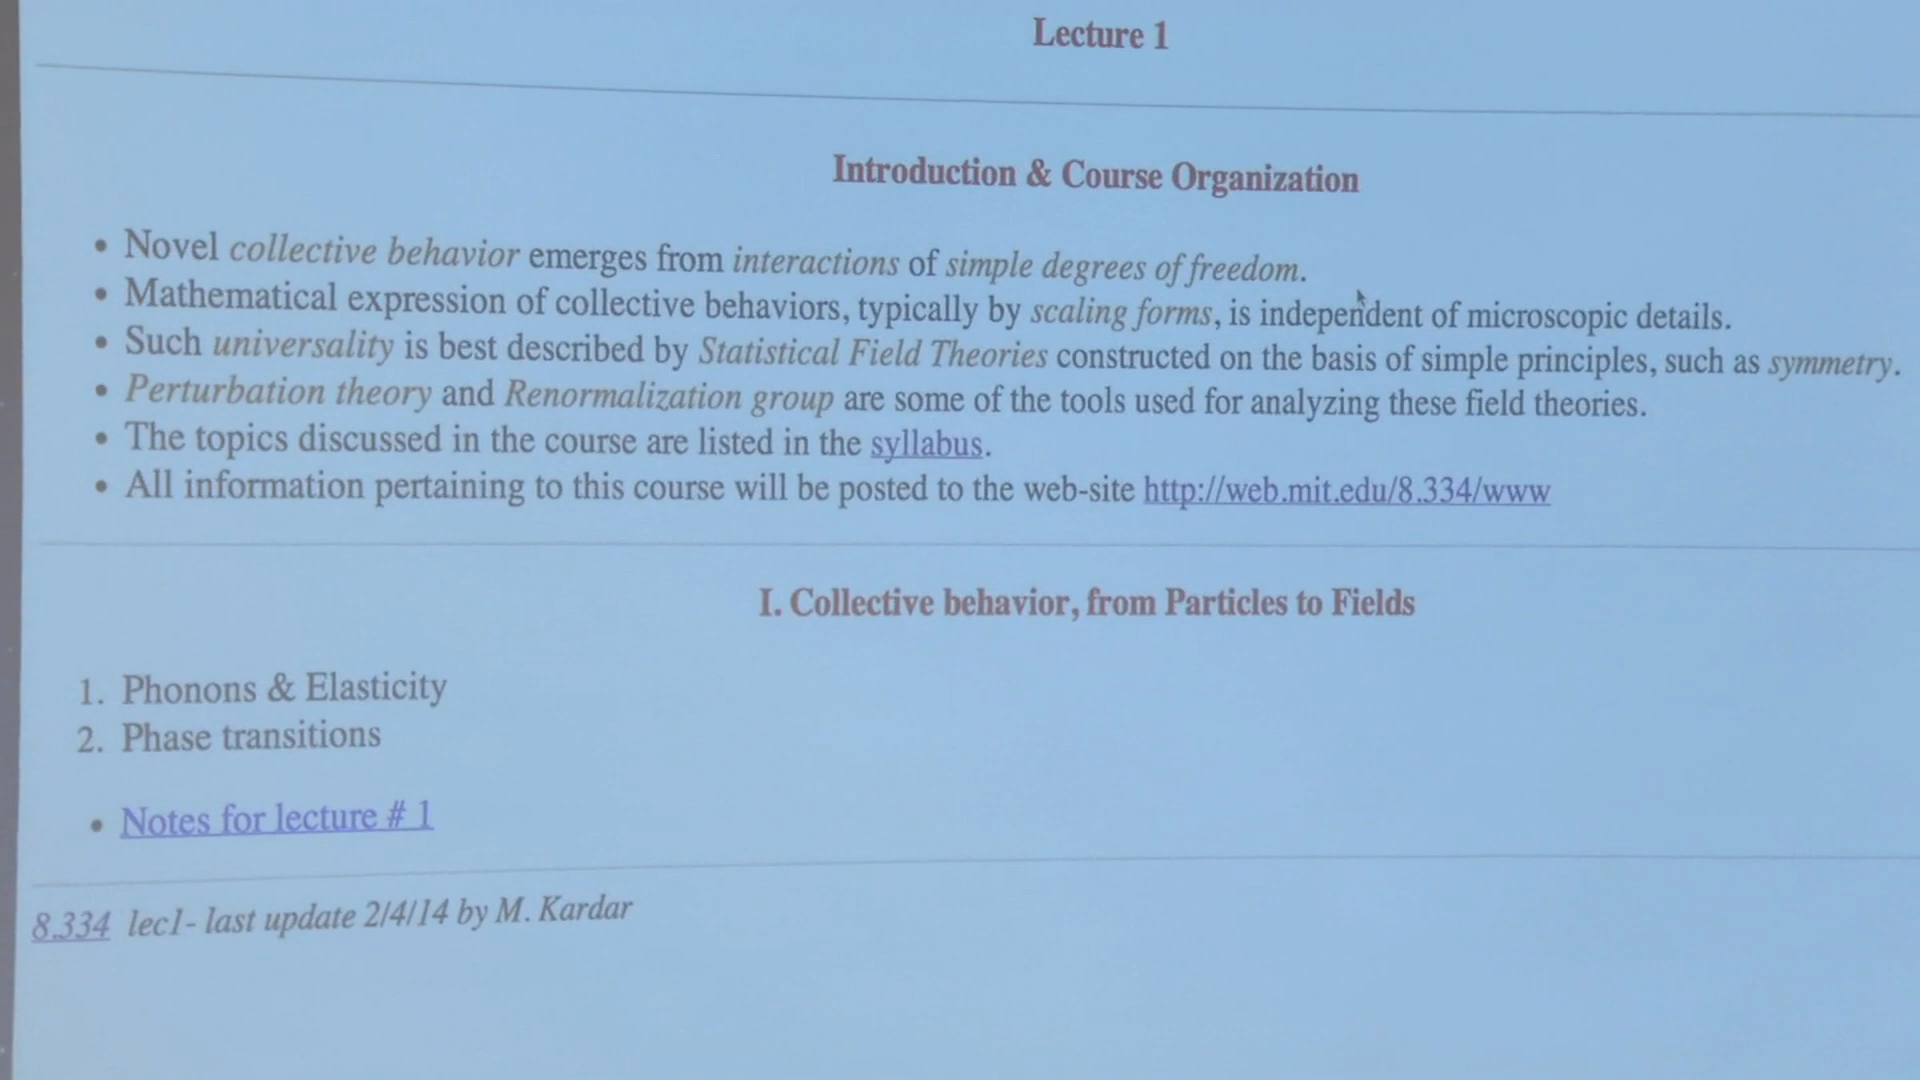 Lecture 1
Introduction & Course Organization
• Novel collective behavior emerges from interactions of simple degrees of freedom.
• Mathematical expression of collective behaviors, typically by scaling forms, is independent of microscopic details.
• Such universality is best described by Statistical Field Theories constructed on the basis of simple principles, such as symmetry.
• Perturbation theory and Renormalization group are some of the tools used for analyzing these field theories.
• The topics discussed in the course are listed in the syllabus.
• All information pertaining to this course will be posted to the web-site http://web.mit.edu/8.334/www
I. Collective behavior, from Particles to Fields
1. Phonons & Elasticity
2. Phase transitions
• Notes for lecture # 1
8.334 lec1- last update 2/4/14 by M. Kardar